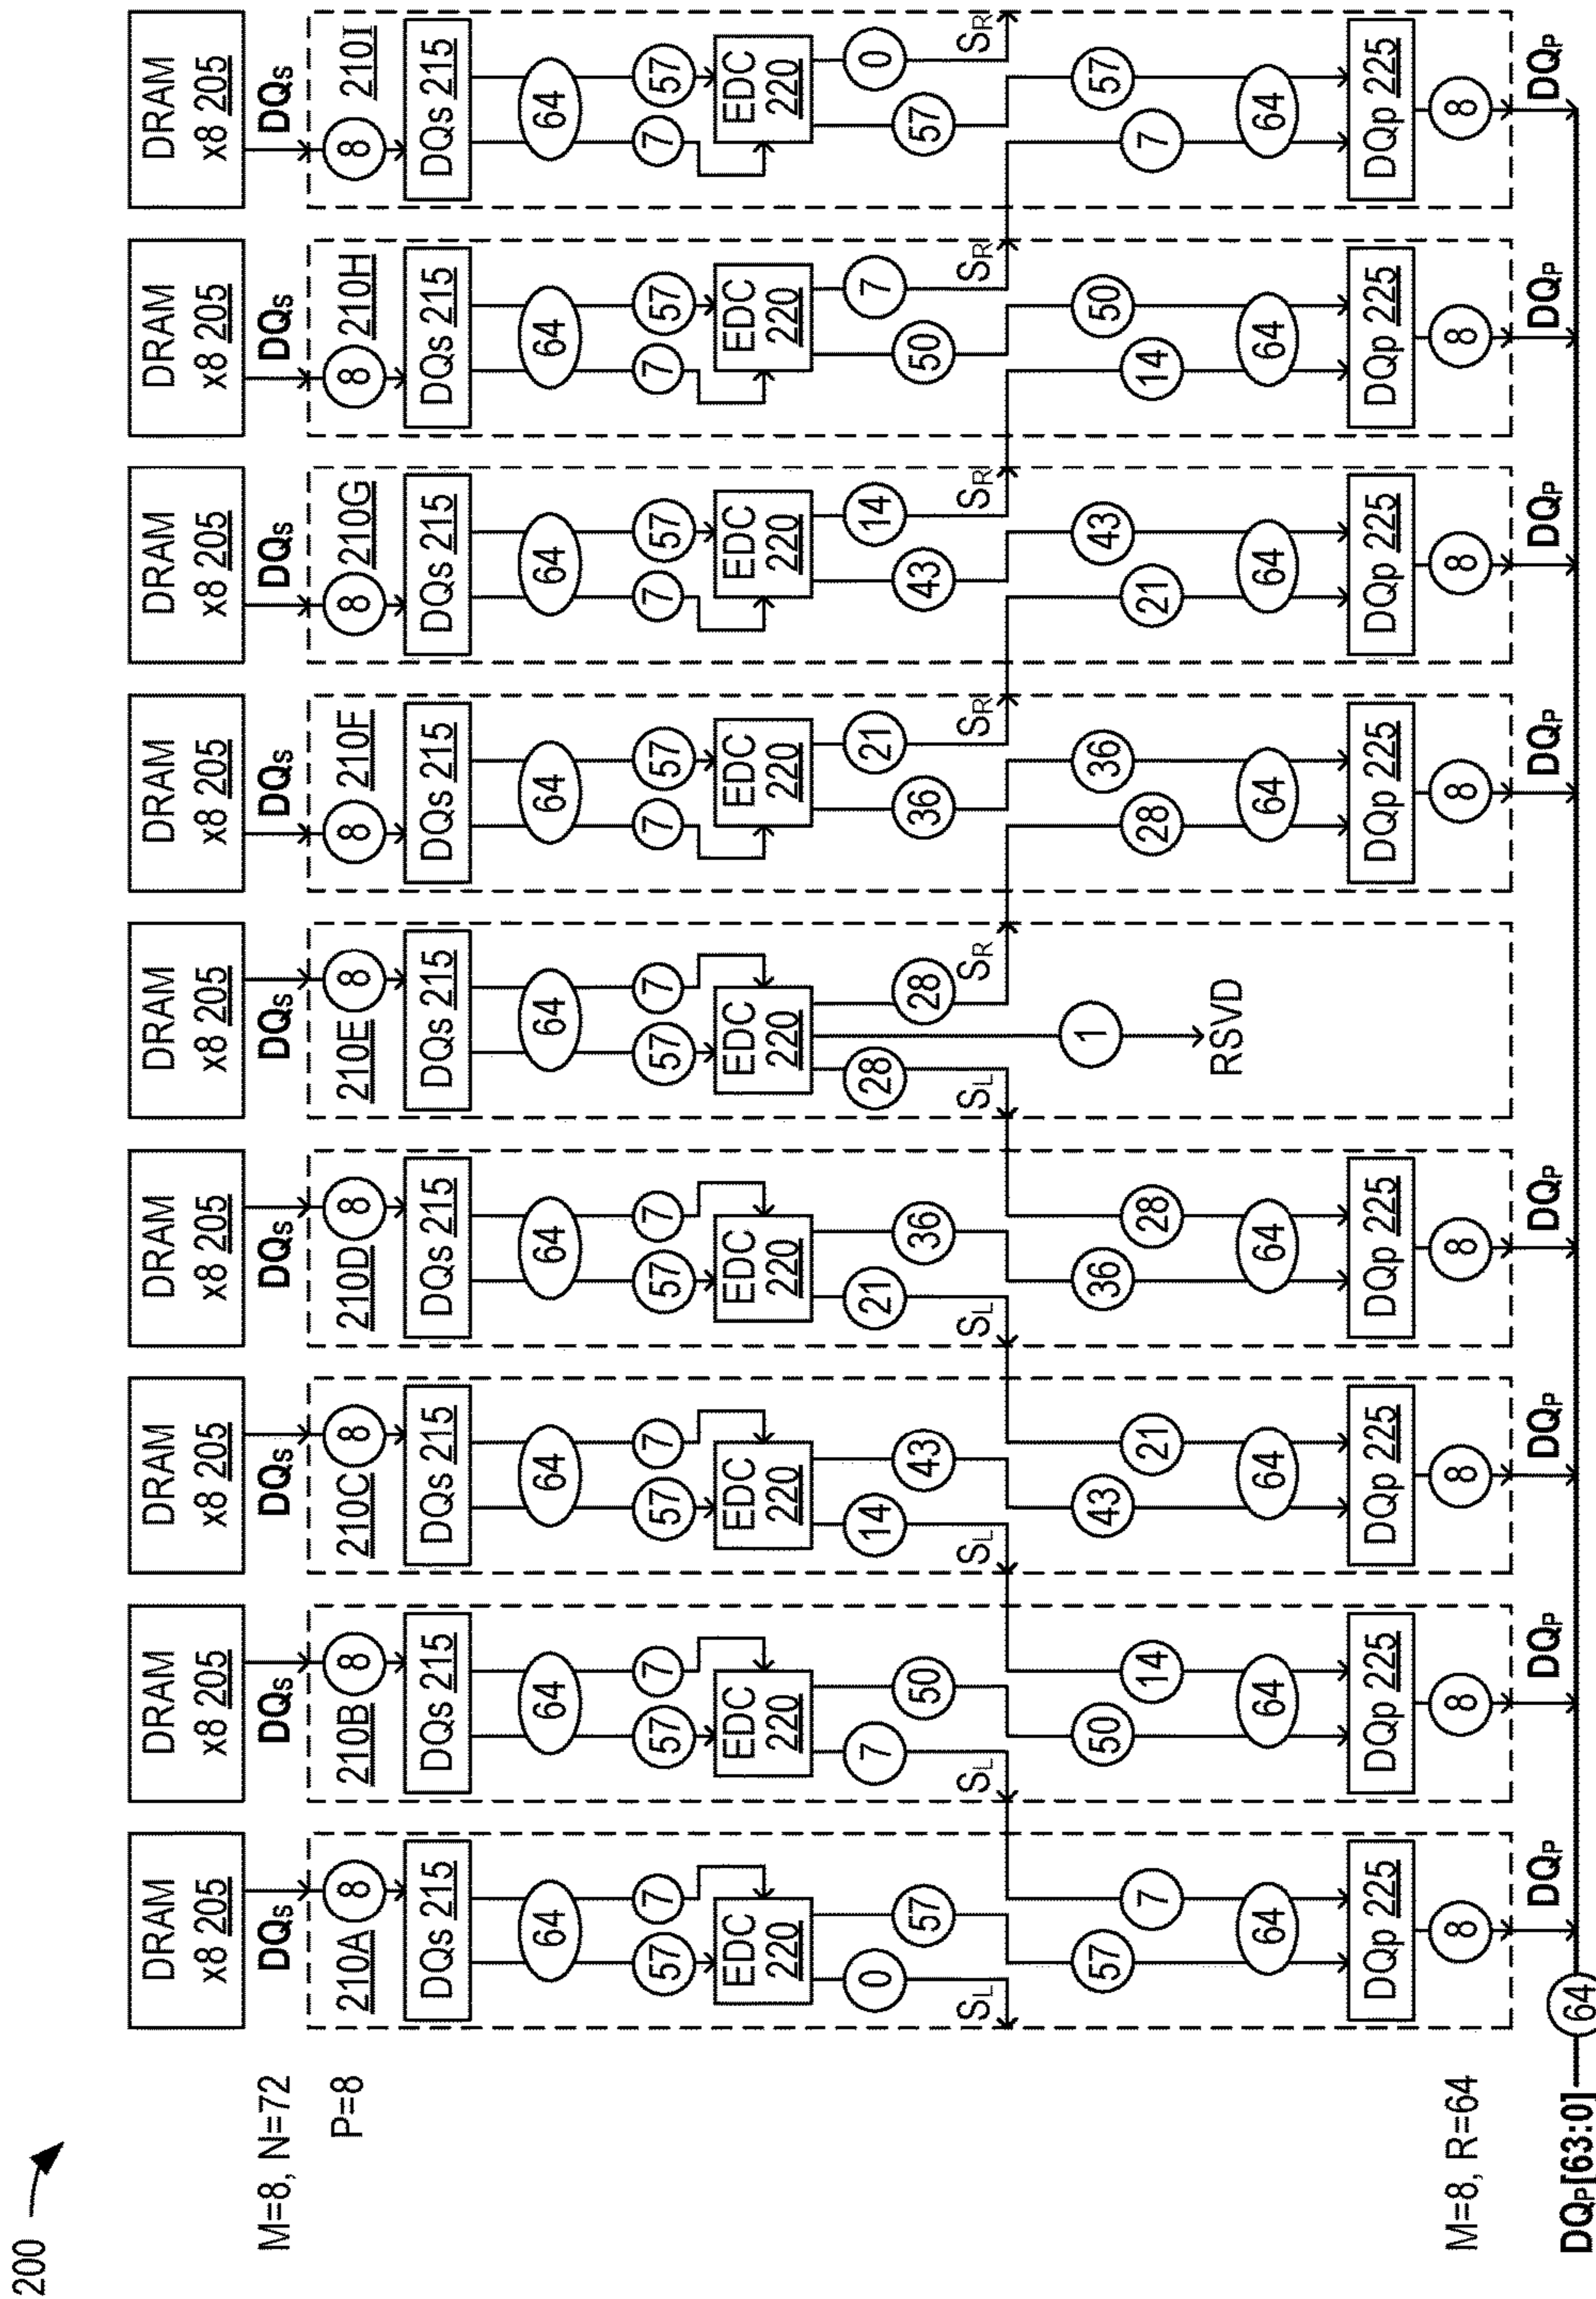 200
DRAM DRAM DRAM DRAM DRAM DRAM DRAM DRAM DRAM
x8 205 x8 205 x8 205 x8 205 x8 205 x8 205 x8 205 x8 205 x8 205
M=8, N=72 DQs DQs DQs DQs DQs DQs DQs DQs DQs
P=8 210A 8 210B 8 210C 8 210D 8 210E 8 8 210F 8 210G 8 210H 8 210I
DQs 215 DQs 215 DQs 215 DQs 215 DQs 215 DQs 215 DQs 215 DQs 215 DQs 215
64 64 64 64 64 64 64 64 64
57 7 57 7 57 7 57 7 57 7 7 57 7 57 7 57 7 57
EDC EDC EDC EDC EDC EDC EDC EDC EDC
220 220 220 220 220 220 220 220 220
0 7 14 21 28 21 14 7 0
57 50 43 36 28 36 43 50 57
SL SL SL SL SL SR SR SR SR SR
57 50 43 36 1 36 43 50 57
7 14 21 28 28 21 14 7
RSVD
64 64 64 64 64 64 64 64
DQp 225 DQp 225 DQp 225 DQp 225 DQp 225 DQp 225 DQp 225 DQp 225
M=8, R=64 8 8 8 8 8 8 8 8
DQP DQP DQP DQP DQP DQP DQP DQP
DQP[63:0] 64